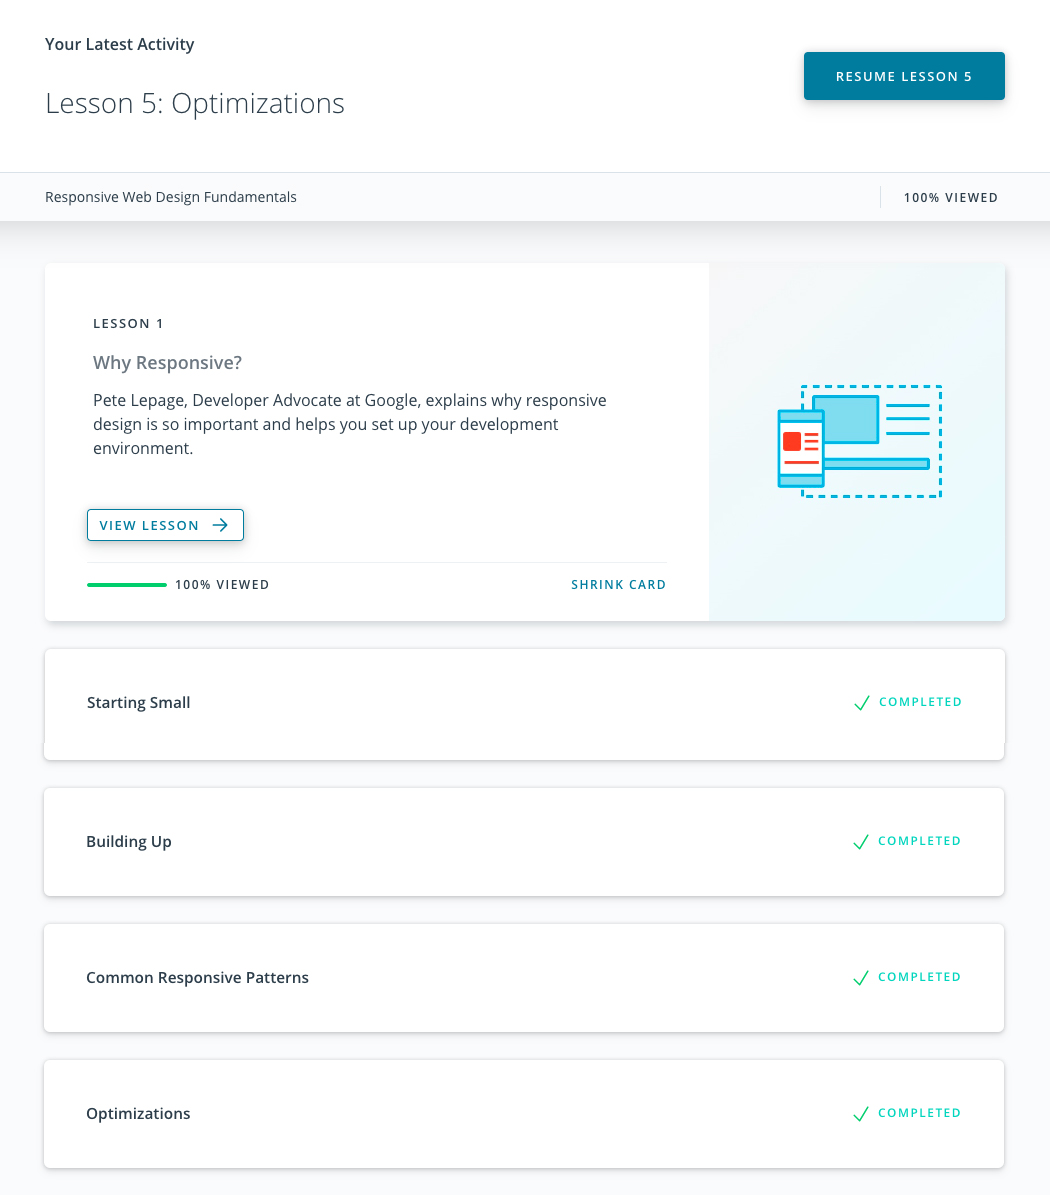 Your Latest Activity
RESUME LESSON 5
Lesson 5: Optimizations
Responsive Web Design Fundamentals
100% VIEWED
LESSON 1
Why Responsive?
Pete Lepage, Developer Advocate at Google, explains why responsive
design is so important and helps you set up your development
environment.
VIEW LESSON
100% VIEWED
SHRINK CARD
Starting Small
COMPLETED
Building Up
COMPLETED
Common Responsive Patterns
COMPLETED
Optimizations
COMPLETED